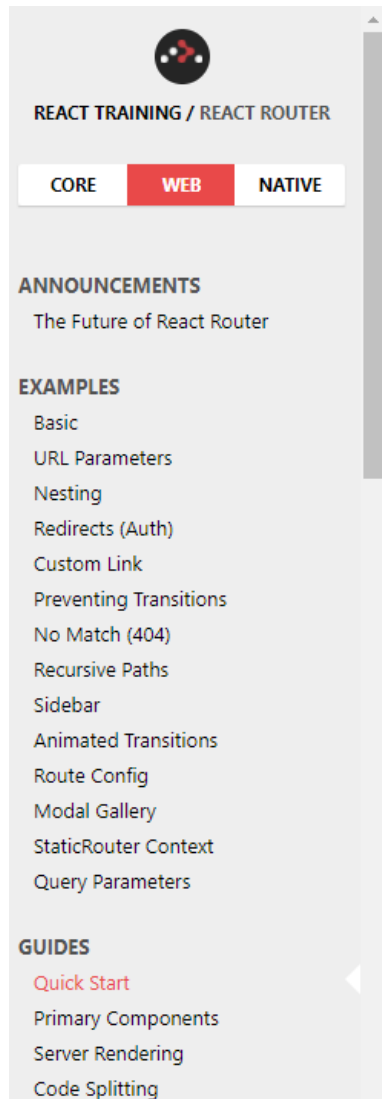 REACT TRAINING / REACT ROUTER
CORE WEB NATIVE
ANNOUNCEMENTS
The Future of React Router
EXAMPLES
Basic
URL Parameters
Nesting
Redirects (Auth)
Custom Link
Preventing Transitions
No Match (404)
Recursive Paths
Sidebar
Animated Transitions
Route Config
Modal Gallery
StaticRouter Context
Query Parameters
GUIDES
Quick Start
Primary Components
Server Rendering
Code Splitting